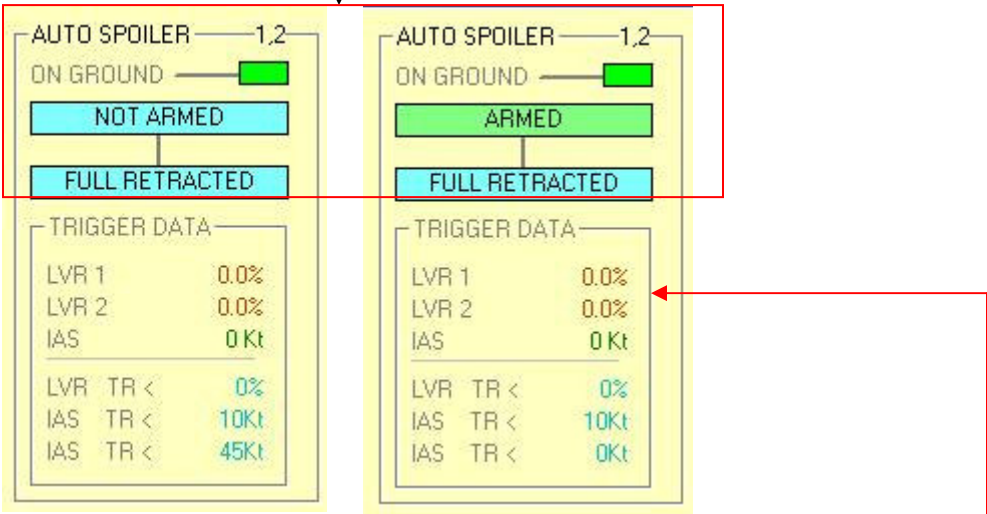 AUTO SPOILER 1,2
ON GROUND
NOT ARMED
FULL RETRACTED
TRIGGER DATA
LVR 1 0.0%
LVR 2 0.0%
IAS 0 Kt
LVR TR < 0%
IAS TR < 10Kt
IAS TR < 45Kt
AUTO SPOILER 1,2
ON GROUND
ARMED
FULL RETRACTED
TRIGGER DATA
LVR 1 0.0%
LVR 2 0.0%
IAS 0 Kt
LVR TR < 0%
IAS TR < 10Kt
IAS TR < 0Kt